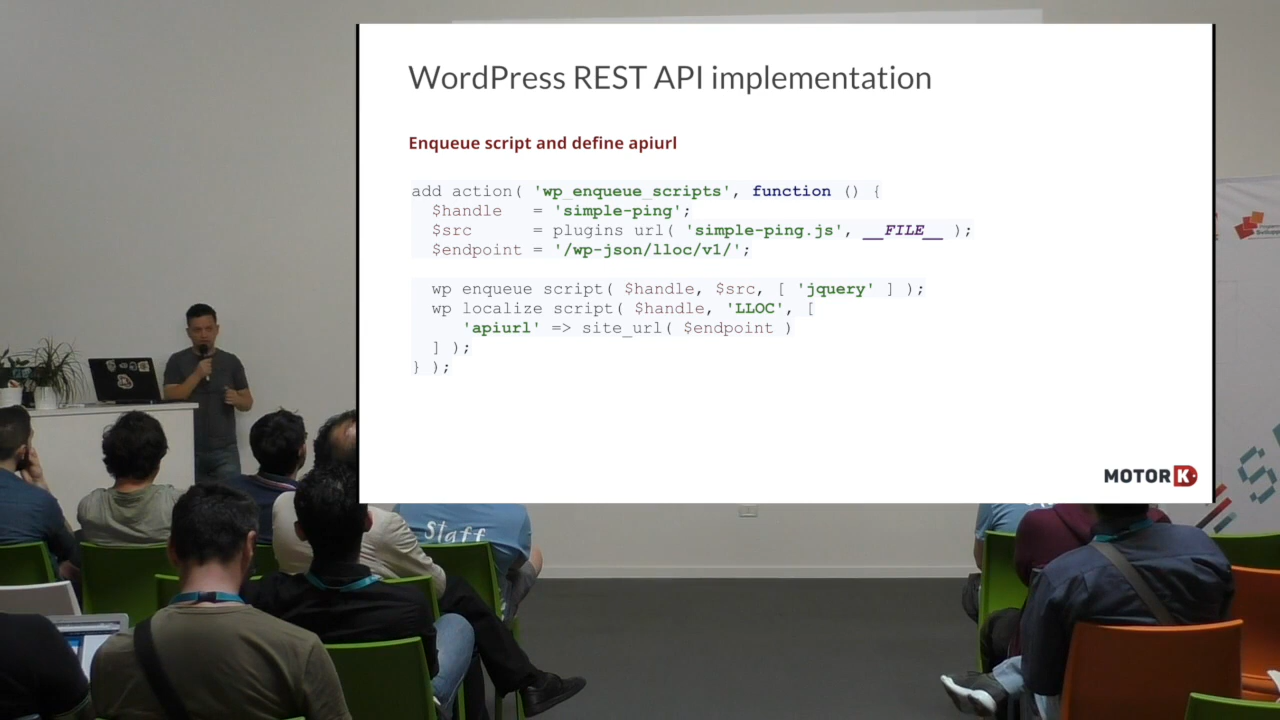 WordPress REST API implementation
Enqueue script and define apiurl
add_action( 'wp_enqueue_scripts', function () {
$handle = 'simple-ping';
$src = plugins_url( 'simple-ping.js', __FILE__ );
$endpoint = '/wp-json/lloc/v1/';
wp_enqueue_script( $handle, $src, [ 'jquery' ] );
wp_localize_script( $handle, 'LLOC', [
'apiurl' => site_url( $endpoint )
] );
} );
MOTORK
Staff